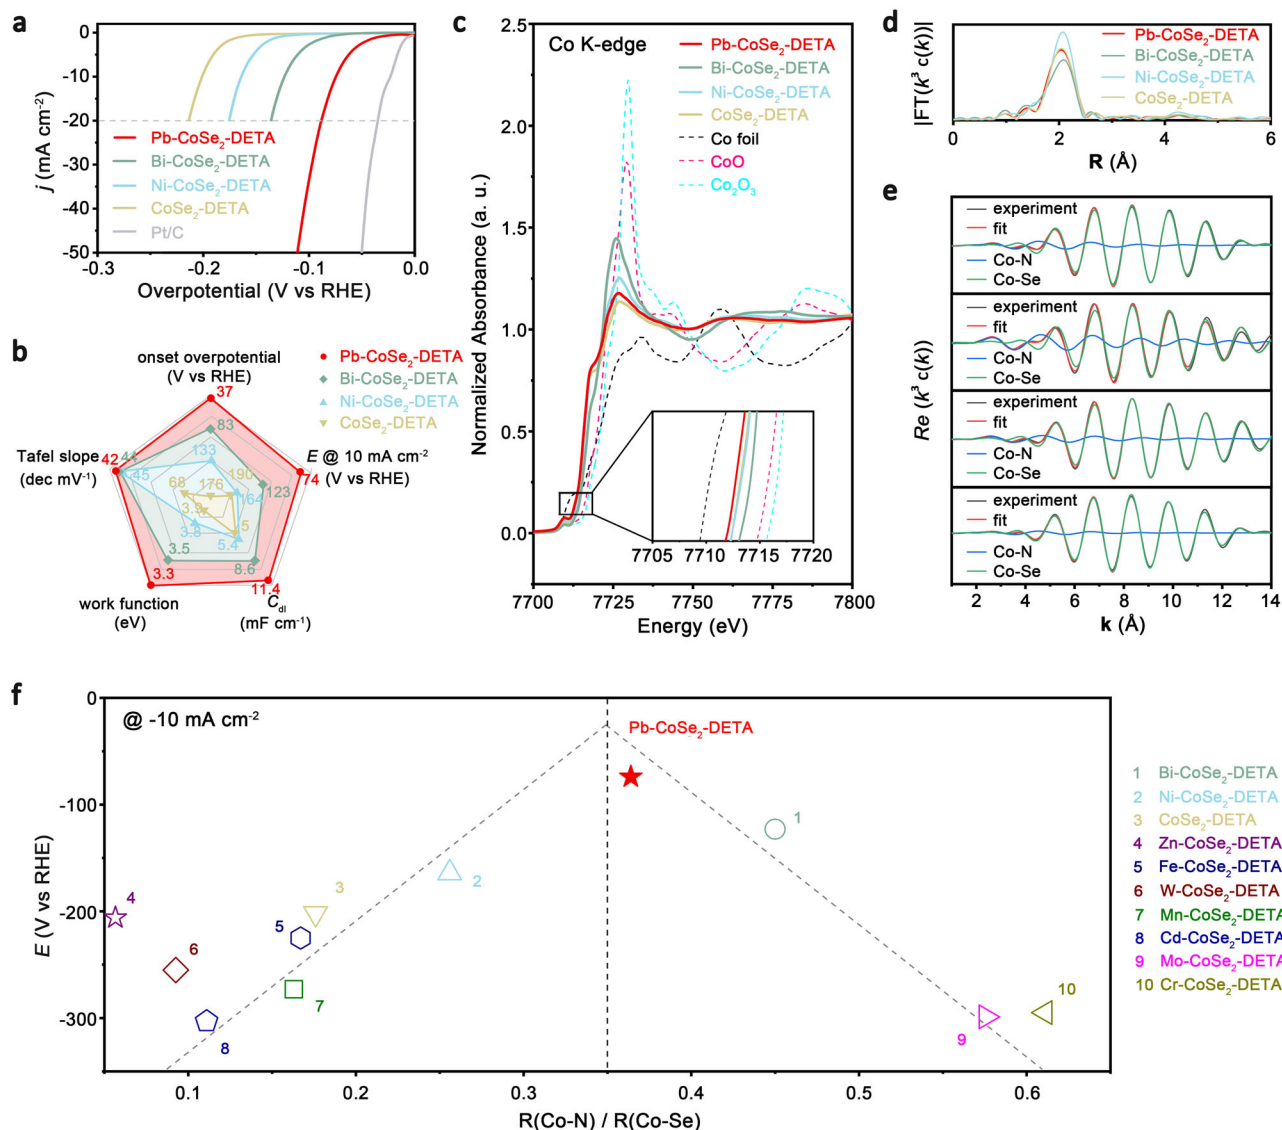 a
0
-10
-20
-30
-40
-50
j (mA cm⁻²)
Pb-CoSe₂-DETA
Bi-CoSe₂-DETA
Ni-CoSe₂-DETA
CoSe₂-DETA
Pt/C
-0.3
-0.2
-0.1
0.0
Overpotential (V vs RHE)
b
onset overpotential
(V vs RHE)
Pb-CoSe₂-DETA
Bi-CoSe₂-DETA
Ni-CoSe₂-DETA
CoSe₂-DETA
37
83
133
176
Tafel slope
(dec mV⁻¹)
42
44
45
68
E @ 10 mA cm⁻²
(V vs RHE)
190
164
123
74
3.9
3.8
3.5
3.3
5
5.4
8.6
11.4
work function
(eV)
C_dl
(mF cm⁻¹)
c
Co K-edge
Pb-CoSe₂-DETA
Bi-CoSe₂-DETA
Ni-CoSe₂-DETA
CoSe₂-DETA
Co foil
CoO
Co₂O₃
2.5
2.0
1.5
1.0
0.5
0.0
Normalized Absorbance (a. u.)
7705
7710
7715
7720
7700
7725
7750
7775
7800
Energy (eV)
d
|FT(k³ c(k))|
Pb-CoSe₂-DETA
Bi-CoSe₂-DETA
Ni-CoSe₂-DETA
CoSe₂-DETA
0
2
4
6
R (Å)
e
Re (k³ c(k))
experiment
fit
Co-N
Co-Se
experiment
fit
Co-N
Co-Se
experiment
fit
Co-N
Co-Se
experiment
fit
Co-N
Co-Se
2
4
6
8
10
12
14
k (Å)
f
@ -10 mA cm⁻²
0
-100
-200
-300
E (V vs RHE)
Pb-CoSe₂-DETA
1
2
3
4
5
6
7
8
9
10
0.1
0.2
0.3
0.4
0.5
0.6
R(Co-N) / R(Co-Se)
1 Bi-CoSe₂-DETA
2 Ni-CoSe₂-DETA
3 CoSe₂-DETA
4 Zn-CoSe₂-DETA
5 Fe-CoSe₂-DETA
6 W-CoSe₂-DETA
7 Mn-CoSe₂-DETA
8 Cd-CoSe₂-DETA
9 Mo-CoSe₂-DETA
10 Cr-CoSe₂-DETA